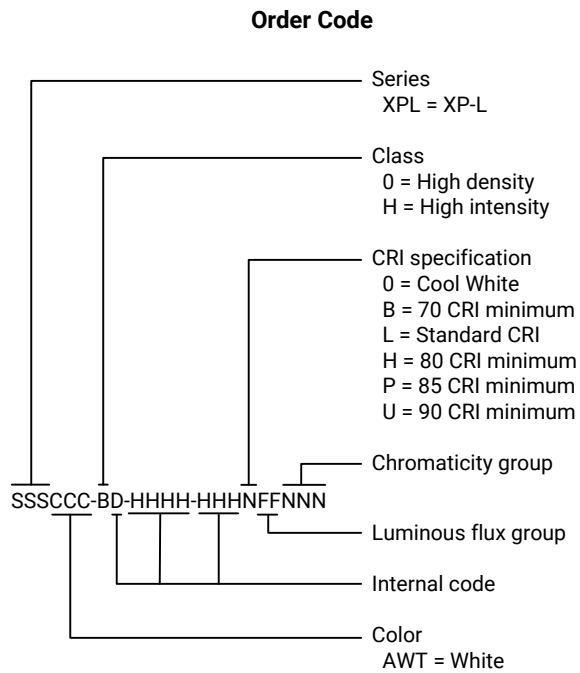 Order Code
Series
XPL = XP-L
Class
0 = High density
H = High intensity
CRI specification
0 = Cool White
B = 70 CRI minimum
L = Standard CRI
H = 80 CRI minimum
P = 85 CRI minimum
U = 90 CRI minimum
Chromaticity group
SSSCCC-BD-HHHH-HHHNFFNNN
Luminous flux group
Internal code
Color
AWT = White